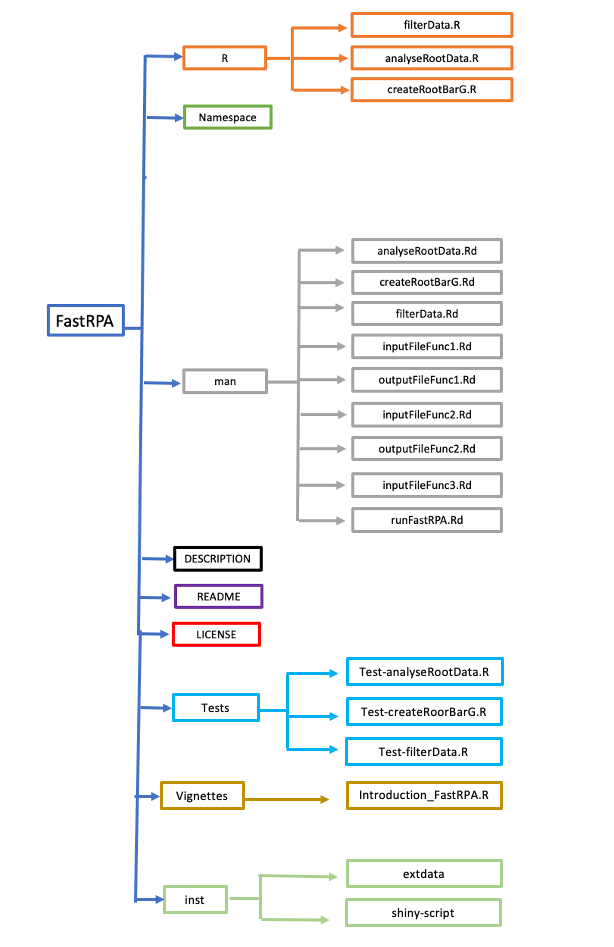 filterData.R
R
analyseRootData.R
createRootBarG.R
Namespace
analyseRootData.Rd
createRootBarG.Rd
filterData.Rd
FastRPA
inputFileFunc1.Rd
man
outputFileFunc1.Rd
inputFileFunc2.Rd
outputFileFunc2.Rd
inputFileFunc3.Rd
runFastRPA.Rd
DESCRIPTION
README
LICENSE
Test-analyseRootData.R
Tests
Test-createRoorBarG.R
Test-filterData.R
Vignettes
Introduction_FastRPA.R
extdata
inst
shiny-script